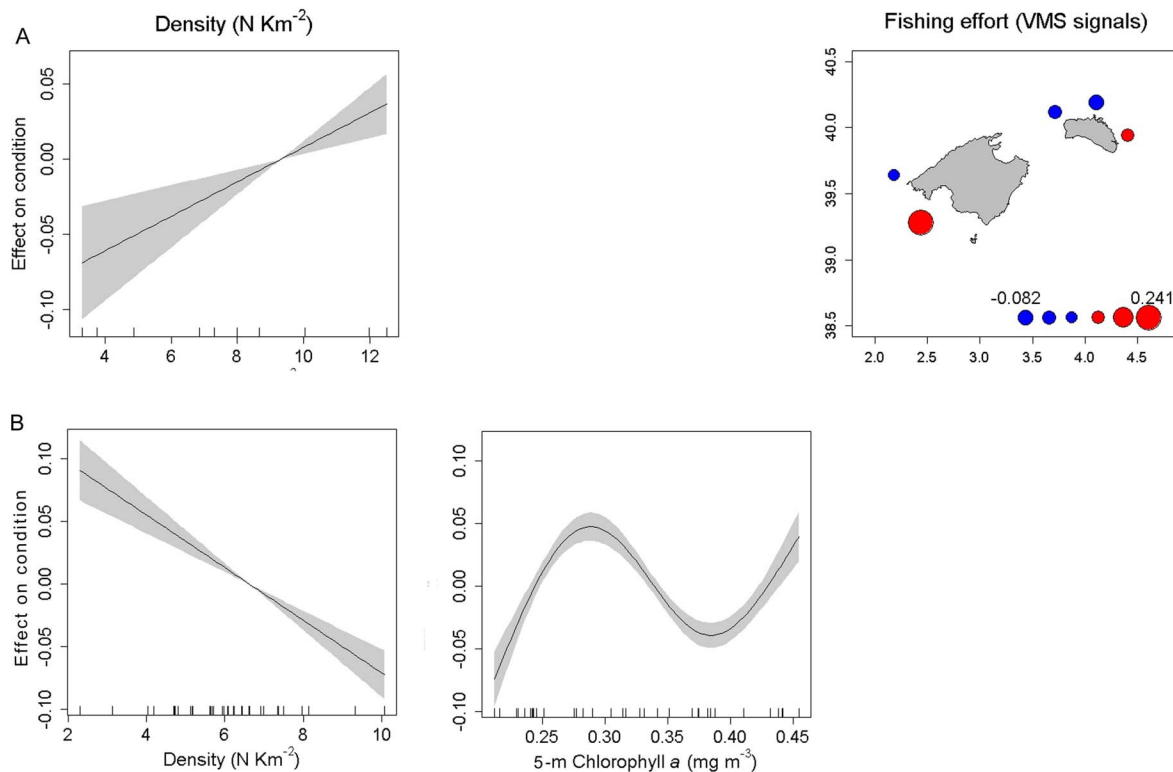 A
Density (N Km-2)
Fishing effort (VMS signals)
Effect on condition
0.05
0.00
-0.05
-0.10
4 6 8 10 12
40.5
40.0
39.5
39.0
38.5
-0.082 0.241
2.0 2.5 3.0 3.5 4.0 4.5
B
Effect on condition
0.10
0.05
0.00
-0.05
-0.10
2 4 6 8 10
Density (N Km-2)
0.10
0.05
0.00
-0.05
-0.10
0.25 0.30 0.35 0.40 0.45
5-m Chlorophyll a (mg m-3)